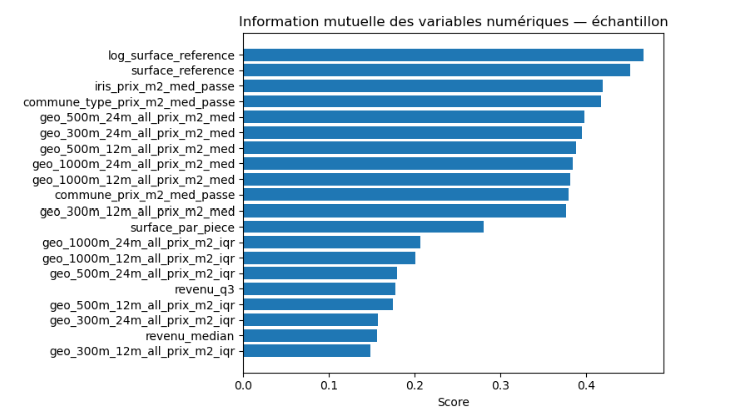 Information mutuelle des variables numériques — échantillon
log_surface_reference
surface_reference
iris_prix_m2_med_passe
commune_type_prix_m2_med_passe
geo_500m_24m_all_prix_m2_med
geo_300m_24m_all_prix_m2_med
geo_500m_12m_all_prix_m2_med
geo_1000m_24m_all_prix_m2_med
geo_1000m_12m_all_prix_m2_med
commune_prix_m2_med_passe
geo_300m_12m_all_prix_m2_med
surface_par_piece
geo_1000m_24m_all_prix_m2_iqr
geo_1000m_12m_all_prix_m2_iqr
geo_500m_24m_all_prix_m2_iqr
revenu_q3
geo_500m_12m_all_prix_m2_iqr
geo_300m_24m_all_prix_m2_iqr
revenu_median
geo_300m_12m_all_prix_m2_iqr
0.0 0.1 0.2 0.3 0.4
Score